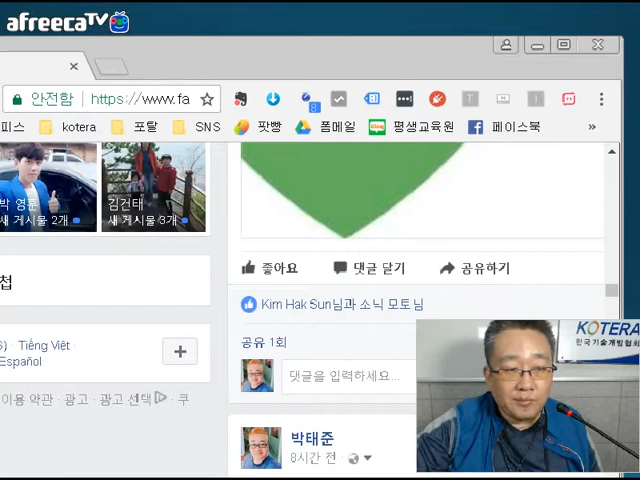 afreecaTV
안전함 https://www.fa
피스 kotera 포탈 SNS 팟빵 폼메일 평생교육원 페이스북 »
8
박 영훈
새 게시물 2개
김건태
새 게시물 3개
좋아요 댓글 달기 공유하기
첩
Kim Hak Sun님과 소닉 모토님
공유 1회
S) · Tiếng Việt ·
Español
댓글을 입력하세요...
이용 약관 · 광고 · 광고 선택 · 쿠
박태준
8시간 전 ·
KOTERA
한국기술개발협회